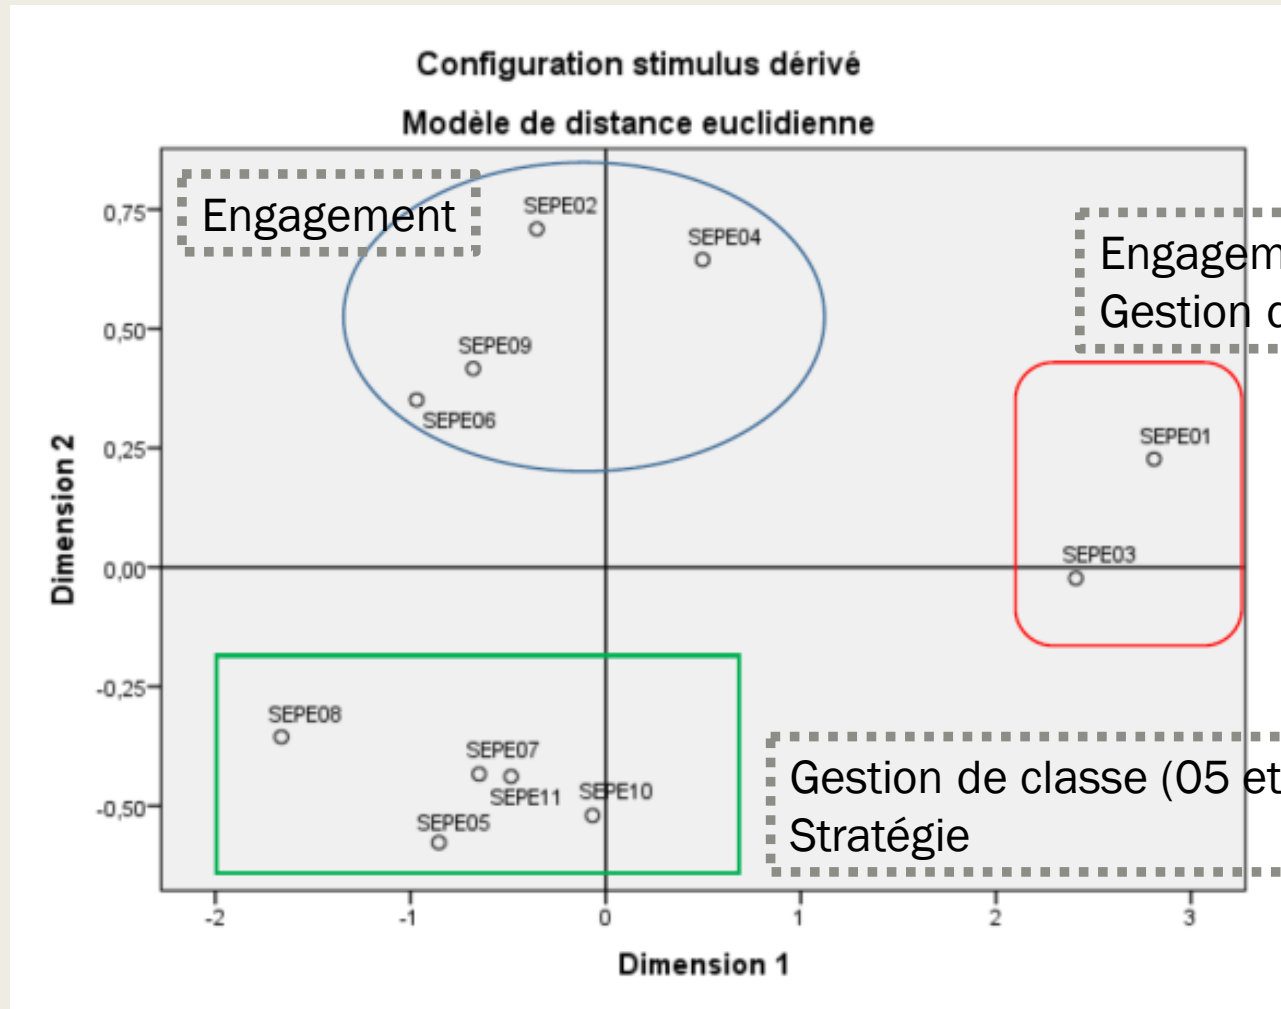 Configuration stimulus dérivé
Modèle de distance euclidienne
Engagement
SEPE02
SEPE04
Gestion
SEPE09
SEPE06
SEPE01
SEPE03
SEPE08
SEPE07
SEPE11
SEPE10
SEPE05
Gestion de classe (05 et
Stratégie
0,75
0,50
0,25
0,00
-0,25
-0,50
Dimension 2
-2
-1
0
1
2
3
Dimension 1